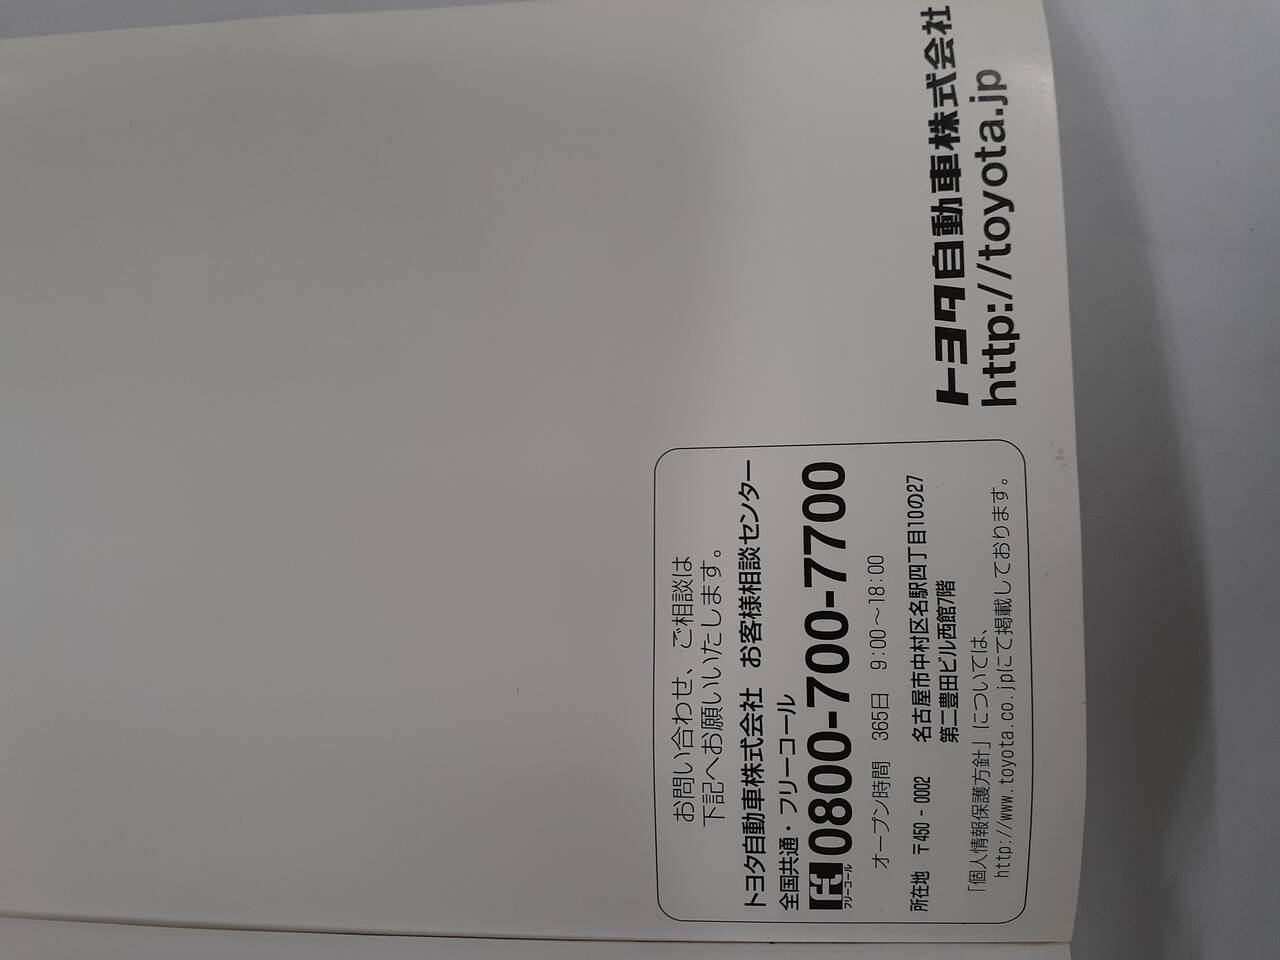 お問い合わせ、ご相談は
下記へお願いいたします。
トヨタ自動車株式会社 お客様相談センター
全国共通・フリーコール
フリーコール 0800-700-7700
オープン時間 365日 9:00～18:00
所在地 〒450-0002 名古屋市中村区名駅四丁目10の27
第二豊田ビル西館7階
「個人情報保護方針」については、
http://www.toyota.co.jpにて掲載しております。
トヨタ自動車株式会社
http://toyota.jp